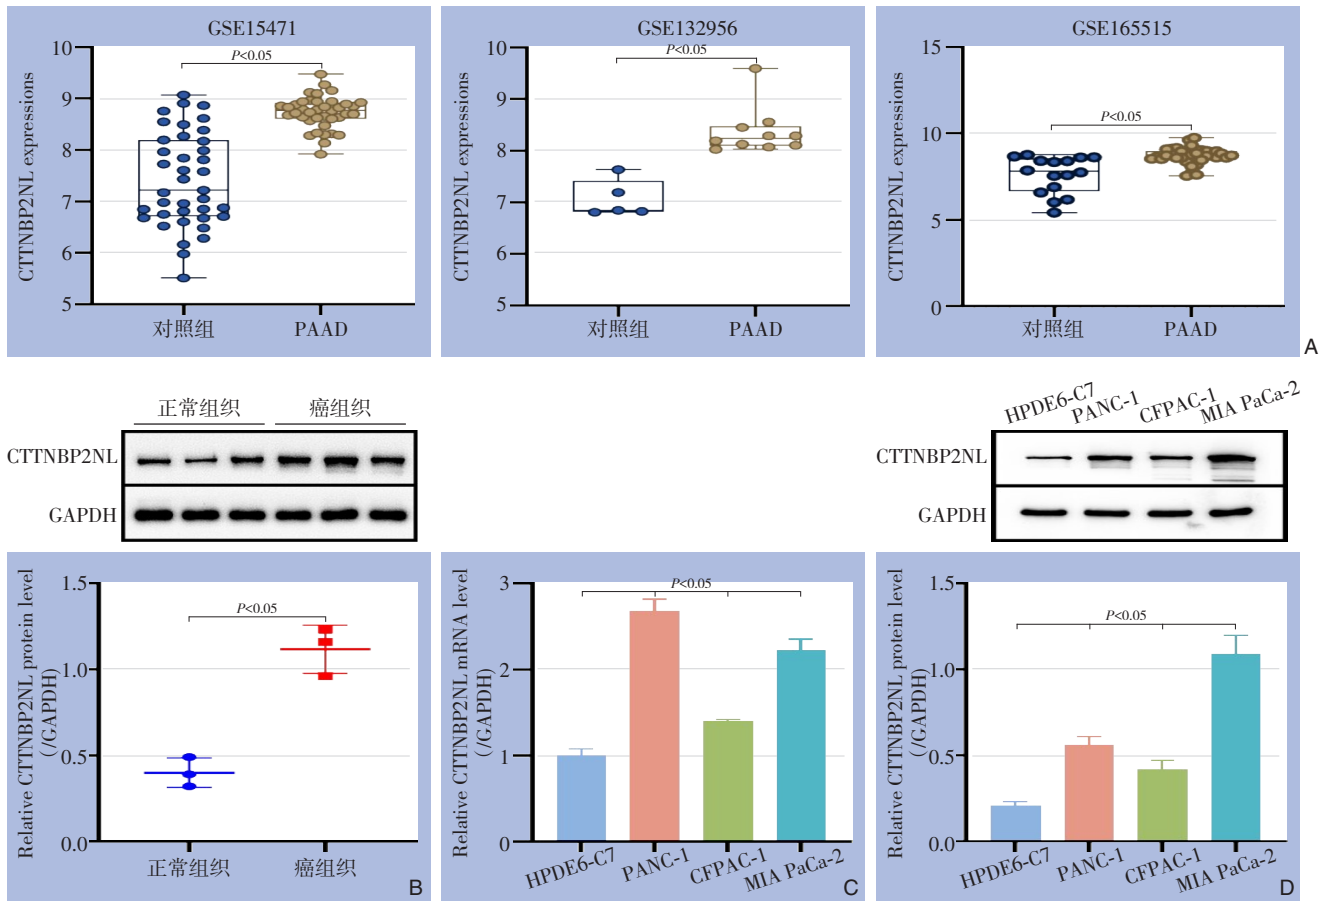 GSE15471
CTTNBP2NL expressions
10
9
8
7
6
5
P<0.05
对照组
PAAD
GSE132956
CTTNBP2NL expressions
10
9
8
7
6
5
P<0.05
对照组
PAAD
GSE165515
CTTNBP2NL expressions
15
10
5
0
P<0.05
对照组
PAAD
A
正常组织
癌组织
CTTNBP2NL
GAPDH
Relative CTTNBP2NL protein level
(/GAPDH)
1.5
1.0
0.5
0.0
P<0.05
正常组织
癌组织
B
Relative CTTNBP2NL mRNA level
(/GAPDH)
3
2
1
0
P<0.05
HPDE6-C7
PANC-1
CFPAC-1
MIA PaCa-2
C
HPDE6-C7
PANC-1
CFPAC-1
MIA PaCa-2
CTTNBP2NL
GAPDH
Relative CTTNBP2NL protein level
(/GAPDH)
1.5
1.0
0.5
0.0
P<0.05
HPDE6-C7
PANC-1
CFPAC-1
MIA PaCa-2
D